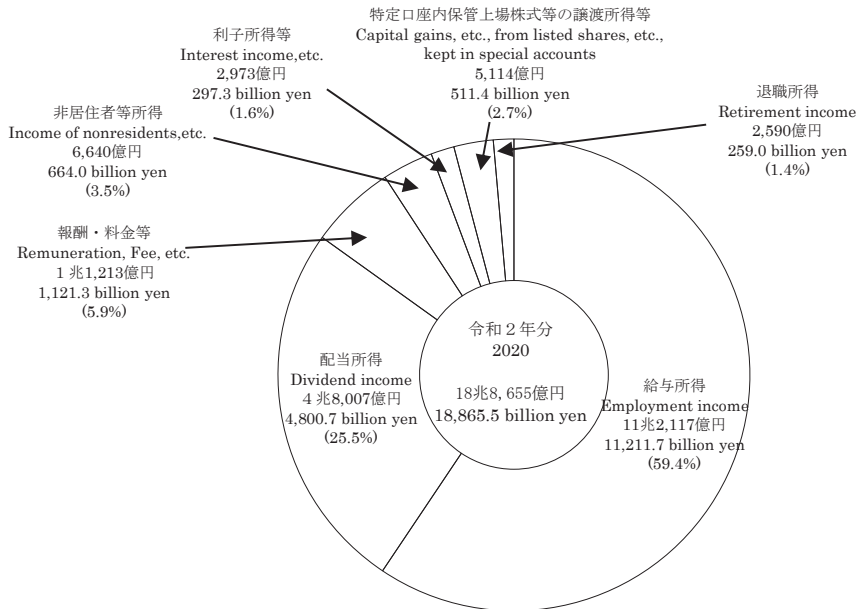 特定口座内保管上場株式等の譲渡所得等
Capital gains, etc., from listed shares, etc.,
kept in special accounts
5,114億円
511.4 billion yen
(2.7%)
利子所得等
Interest income,etc.
2,973億円
297.3 billion yen
(1.6%)
退職所得
Retirement income
2,590億円
259.0 billion yen
(1.4%)
非居住者等所得
Income of nonresidents,etc.
6,640億円
664.0 billion yen
(3.5%)
報酬・料金等
Remuneration, Fee, etc.
1 兆1,213億円
1,121.3 billion yen
(5.9%)
令和２年分
2020
18兆8, 655億円
18,865.5 billion yen
配当所得
Dividend income
4 兆8,007億円
4,800.7 billion yen
(25.5%)
給与所得
Employment income
11兆2,117億円
11,211.7 billion yen
(59.4%)